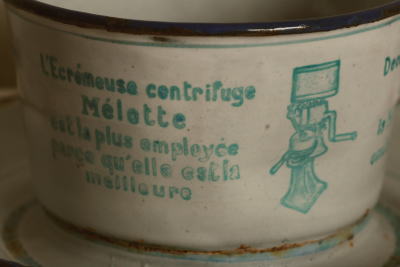 L'Ecrémeuse centrifuge
Mélotte
est la plus employée
parce qu'elle est la
meilleure